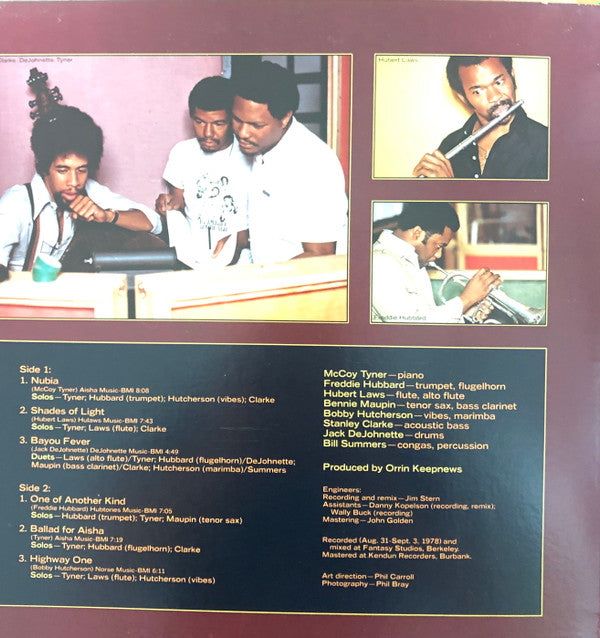 Clarke, DeJohnette, Tyner
Hubert Laws
Freddie Hubbard
Side 1:
1. Nubia
(McCoy Tyner) Aisha Music-BMI 8:08
Solos—Tyner; Hubbard (trumpet); Hutcherson (vibes); Clarke
2. Shades of Light
(Hubert Laws) Hulaws Music-BMI 7:43
Solos—Tyner; Laws (flute); Clarke
3. Bayou Fever
(Jack DeJohnette) DeJohnette Music-BMI 4:49
Duets—Laws (alto flute)/Tyner; Hubbard (flugelhorn)/DeJohnette;
Maupin (bass clarinet)/Clarke; Hutcherson (marimba)/Summers
Side 2:
1. One of Another Kind
(Freddie Hubbard) Hubtones Music-BMI 7:05
Solos—Hubbard (trumpet); Tyner; Maupin (tenor sax)
2. Ballad for Aisha
(Tyner) Aisha Music-BMI 7:19
Solos—Tyner; Hubbard (flugelhorn); Clarke
3. Highway One
(Bobby Hutcherson) Norse Music-BMI 6:11
Solos—Tyner; Laws (flute); Hutcherson (vibes)
McCoy Tyner—piano
Freddie Hubbard—trumpet, flugelhorn
Hubert Laws—flute, alto flute
Bennie Maupin—tenor sax, bass clarinet
Bobby Hutcherson—vibes, marimba
Stanley Clarke—acoustic bass
Jack DeJohnette—drums
Bill Summers—congas, percussion
Produced by Orrin Keepnews
Engineers:
Recording and remix—Jim Stern
Assistants—Danny Kopelson (recording, remix);
Wally Buck (recording)
Mastering—John Golden
Recorded (Aug. 31-Sept. 3, 1978) and
mixed at Fantasy Studios, Berkeley.
Mastered at Kendun Recorders, Burbank.
Art direction—Phil Carroll
Photography—Phil Bray